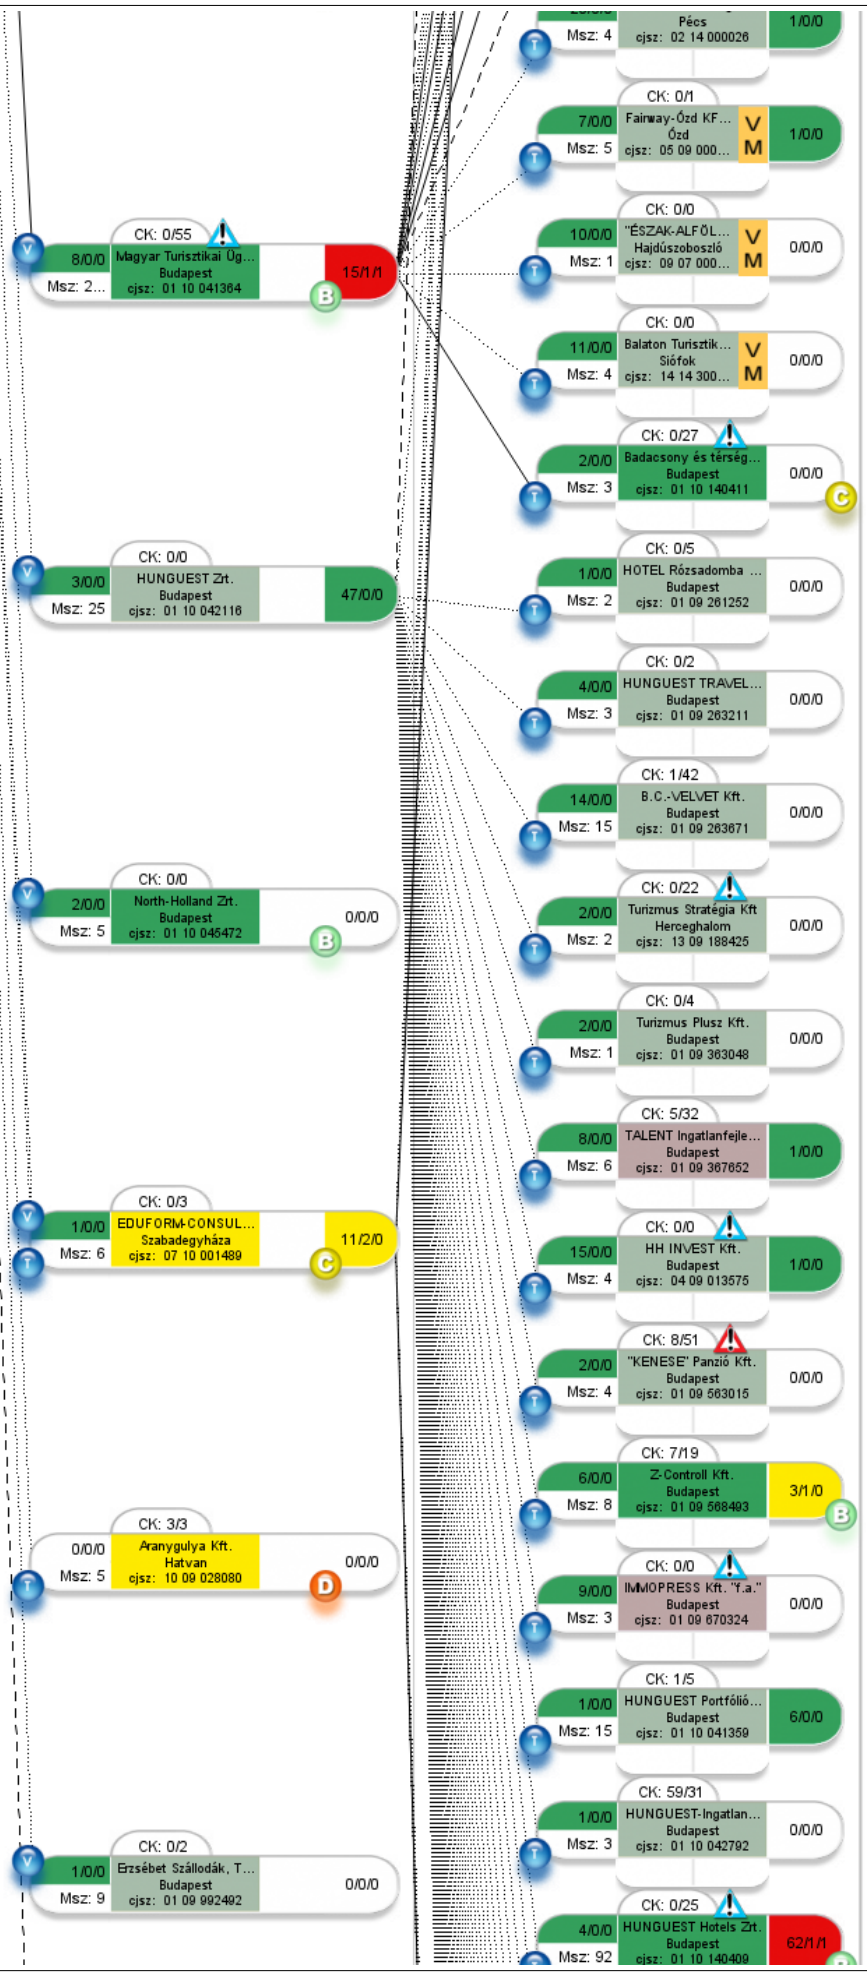 CK: 0/55
V
8/0/0
Msz: 2...
Magyar Turisztikai Üg...
Budapest
cjsz: 01 10 041364
B
15/1/1
CK: 0/0
V
3/0/0
Msz: 25
HUNGUEST Zrt.
Budapest
cjsz: 01 10 042116
47/0/0
CK: 0/0
V
2/0/0
Msz: 5
North-Holland Zrt.
Budapest
cjsz: 01 10 045472
B
0/0/0
CK: 0/3
V
T
1/0/0
Msz: 6
EDUFORM-CONSUL...
Szabadegyháza
cjsz: 07 10 001489
C
11/2/0
CK: 3/3
T
0/0/0
Msz: 5
Aranygulya Kft.
Hatvan
cjsz: 10 09 028080
D
0/0/0
CK: 0/2
V
1/0/0
Msz: 9
Erzsébet Szállodák, T...
Budapest
cjsz: 01 09 992492
0/0/0
T
Msz: 4
Pécs
cjsz: 02 14 000026
1/0/0
CK: 0/1
T
7/0/0
Msz: 5
Fairway-Ózd KF...
Ózd
cjsz: 05 09 000...
V
M
1/0/0
CK: 0/0
T
10/0/0
Msz: 1
"ÉSZAK-ALFÖL...
Hajdúszoboszló
cjsz: 09 07 000...
V
M
0/0/0
CK: 0/0
T
11/0/0
Msz: 4
Balaton Turisztik...
Siófok
cjsz: 14 14 300...
V
M
0/0/0
CK: 0/27
T
2/0/0
Msz: 3
Badacsony és térség...
Budapest
cjsz: 01 10 140411
0/0/0
C
CK: 0/5
T
1/0/0
Msz: 2
HOTEL Rózsadomba ...
Budapest
cjsz: 01 09 261252
0/0/0
CK: 0/2
T
4/0/0
Msz: 3
HUNGUEST TRAVEL...
Budapest
cjsz: 01 09 263211
0/0/0
CK: 1/42
T
14/0/0
Msz: 15
B.C.-VELVET Kft.
Budapest
cjsz: 01 09 263671
0/0/0
CK: 0/22
T
2/0/0
Msz: 2
Turizmus Stratégia Kft
Herceghalom
cjsz: 13 09 188425
0/0/0
CK: 0/4
T
2/0/0
Msz: 1
Turizmus Plusz Kft.
Budapest
cjsz: 01 09 363048
0/0/0
CK: 5/32
T
8/0/0
Msz: 6
TALENT Ingatlanfejle...
Budapest
cjsz: 01 09 367652
1/0/0
CK: 0/0
T
15/0/0
Msz: 4
HH INVEST Kft.
Budapest
cjsz: 04 09 013575
1/0/0
CK: 8/51
T
2/0/0
Msz: 4
"KENESE" Panzió Kft.
Budapest
cjsz: 01 09 563015
0/0/0
CK: 7/19
T
6/0/0
Msz: 8
Z-Controll Kft.
Budapest
cjsz: 01 09 568493
3/1/0
B
CK: 0/0
T
9/0/0
Msz: 3
IMMOPRESS Kft. "f.a."
Budapest
cjsz: 01 09 670324
0/0/0
CK: 1/5
T
1/0/0
Msz: 15
HUNGUEST Portfólió...
Budapest
cjsz: 01 10 041359
6/0/0
CK: 59/31
T
1/0/0
Msz: 3
HUNGUEST-Ingatlan...
Budapest
cjsz: 01 10 042792
0/0/0
CK: 0/25
4/0/0
Msz: 92
HUNGUEST Hotels Zrt.
Budapest
cjsz: 01 10 140409
62/1/1